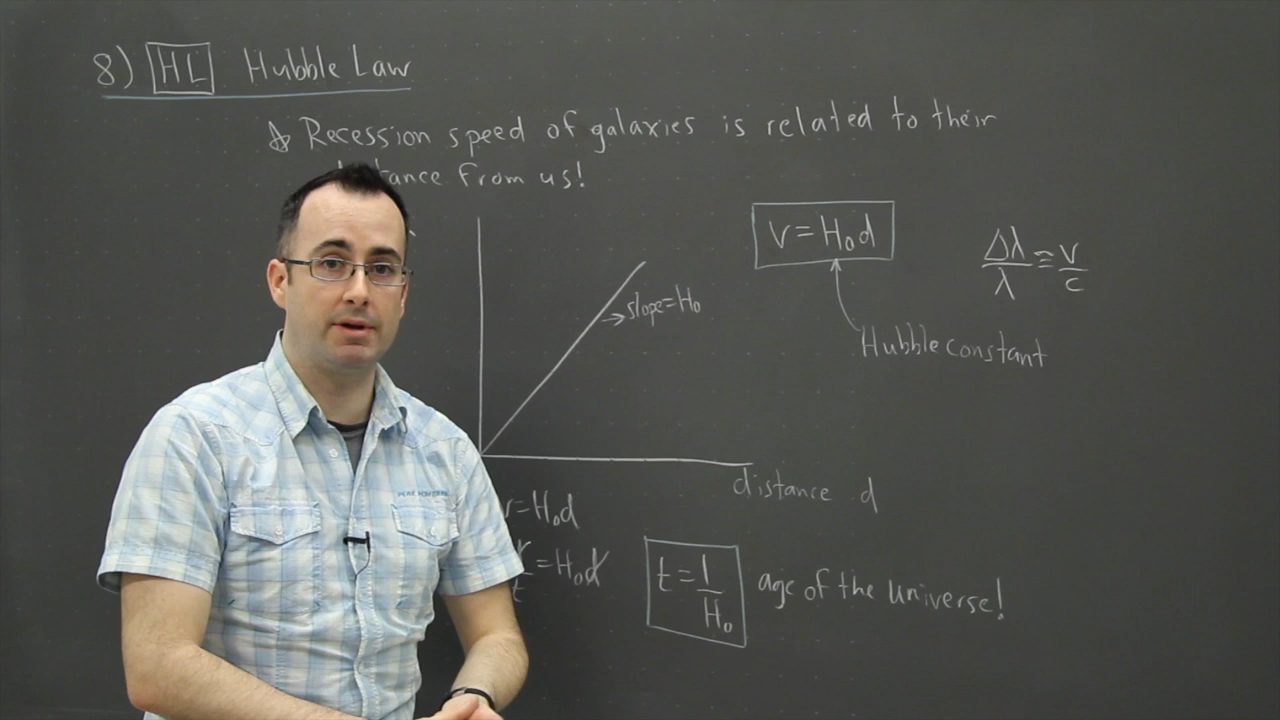 8) HL Hubble Law
☆ Recession speed of galaxies is related to their
distance from us!
v=H₀d
Δλ/λ ≅ v/c
→ slope=H₀
Hubble constant
distance d
=H₀d
=H₀d
t
t=1/H₀ age of the universe!